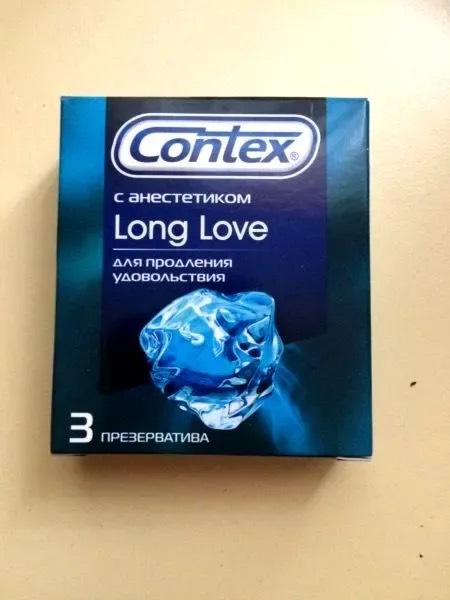 Contex®
с анестетиком
Long Love
для продления
удовольствия
3 ПРЕЗЕРВАТИВА